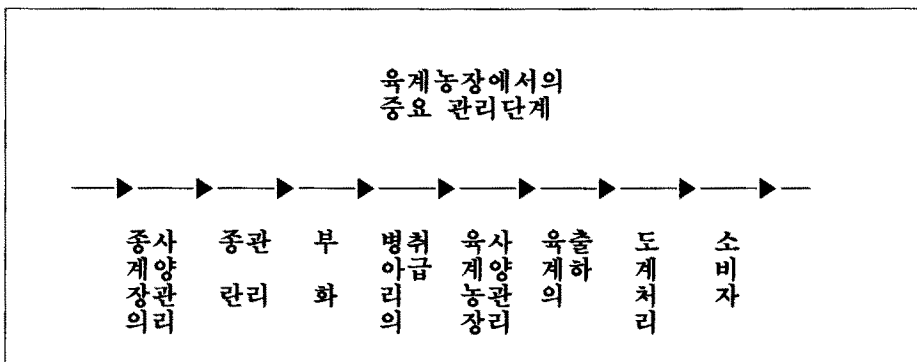 육계농장에서의
중요 관리단계
종계장의
사양관리
종란
관리
부화
병아리의
취급
육계농장
사양관리
육계의
출하
도계처리
소비자